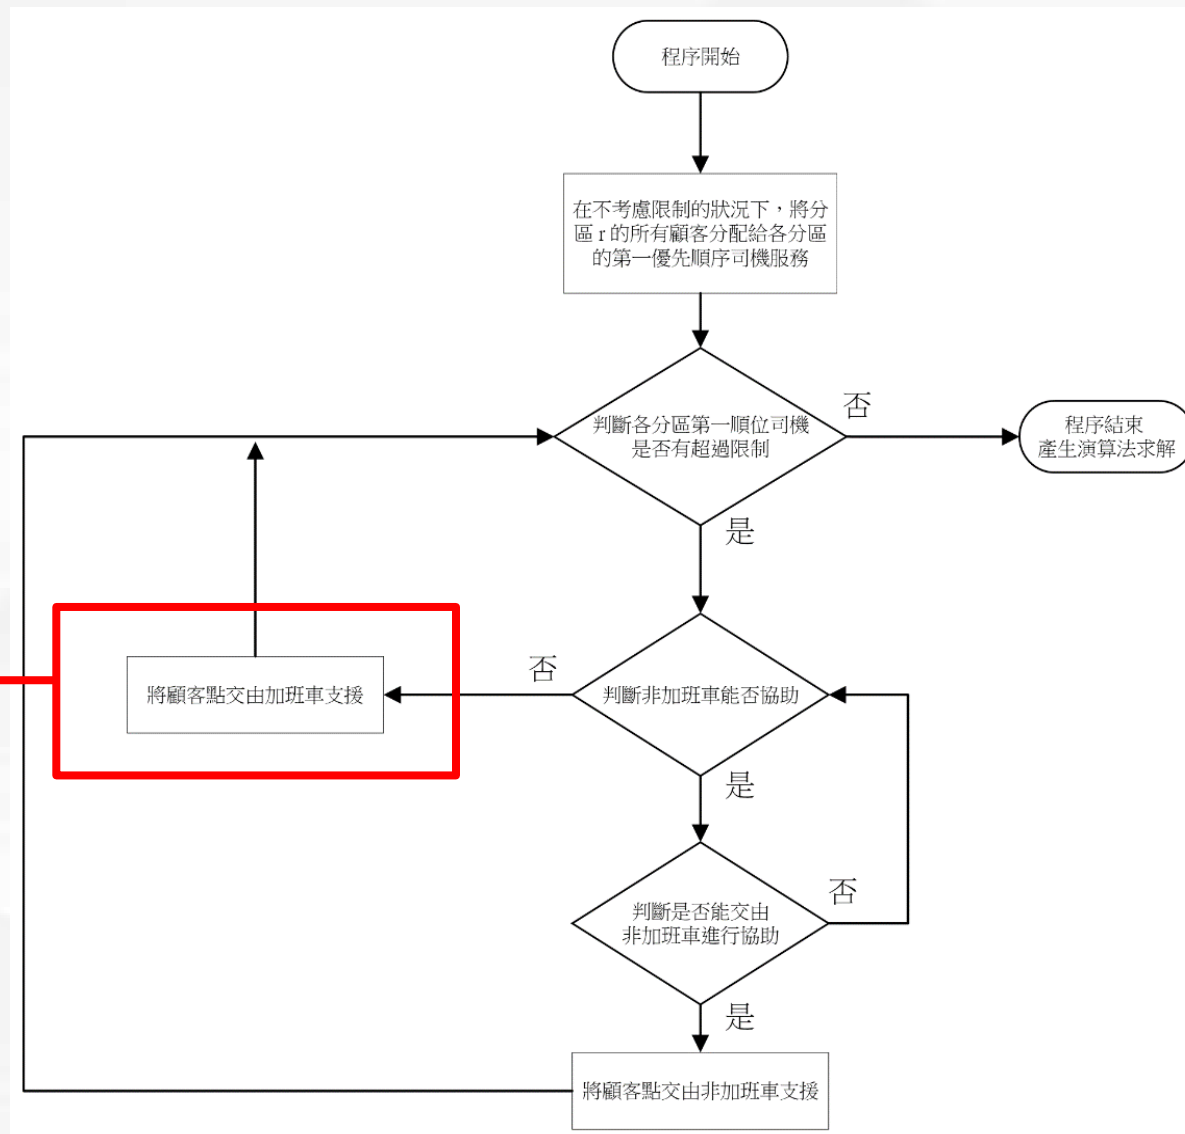 程序開始
在不考慮限制的狀況下，將分
區 r 的所有顧客分配給各分區
的第一優先順序司機服務
判斷各分區第一順位司機
是否有超過限制
否
程序結束
產生演算法求解
是
將顧客點交由加班車支援
否
判斷非加班車能否協助
是
判斷是否能交由
非加班車進行協助
否
是
將顧客點交由非加班車支援